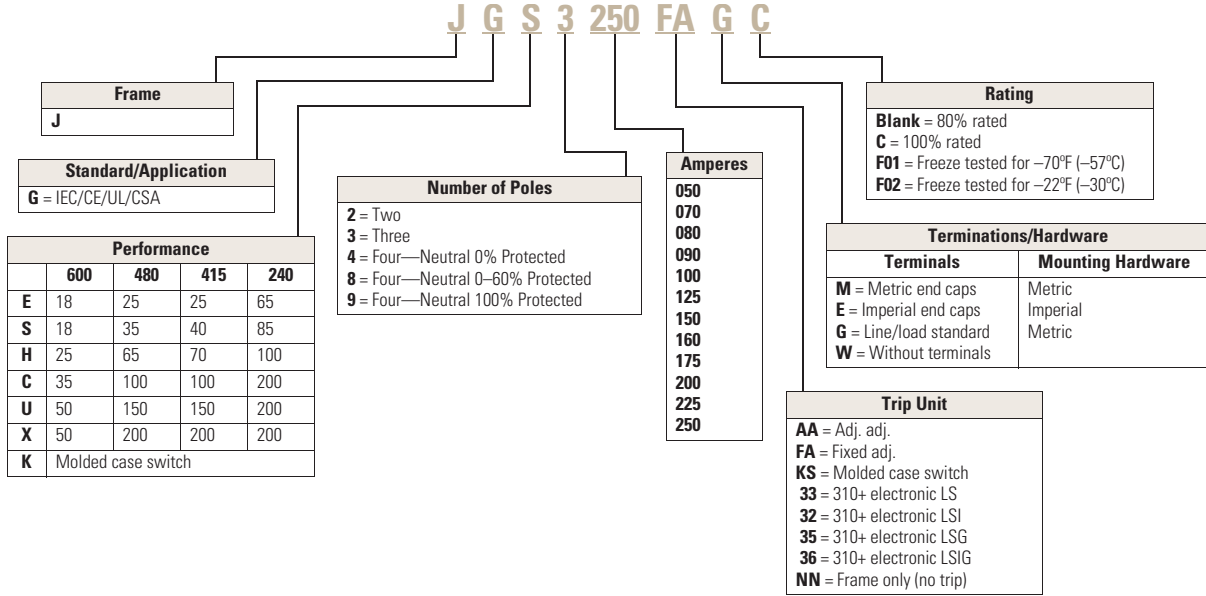 J G S 3 250 FA G C
Frame
J
Standard/Application
G = IEC/CE/UL/CSA
Performance
600 480 415 240
E 18 25 25 65
S 18 35 40 85
H 25 65 70 100
C 35 100 100 200
U 50 150 150 200
X 50 200 200 200
K Molded case switch
Number of Poles
2 = Two
3 = Three
4 = Four—Neutral 0% Protected
8 = Four—Neutral 0–60% Protected
9 = Four—Neutral 100% Protected
Amperes
050
070
080
090
100
125
150
160
175
200
225
250
Rating
Blank = 80% rated
C = 100% rated
F01 = Freeze tested for –70ºF (–57ºC)
F02 = Freeze tested for –22ºF (–30ºC)
Terminations/Hardware
Terminals Mounting Hardware
M = Metric end caps Metric
E = Imperial end caps Imperial
G = Line/load standard Metric
W = Without terminals
Trip Unit
AA = Adj. adj.
FA = Fixed adj.
KS = Molded case switch
33 = 310+ electronic LS
32 = 310+ electronic LSI
35 = 310+ electronic LSG
36 = 310+ electronic LSIG
NN = Frame only (no trip)